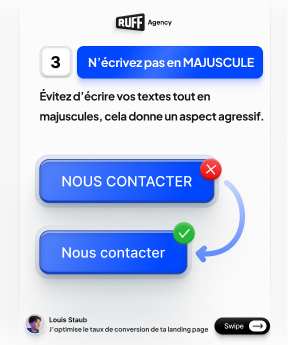 RUFF Agency
3
N'écrivez pas en MAJUSCULE
Évitez d'écrire vos textes tout en
majuscules, cela donne un aspect agressif.
NOUS CONTACTER
Nous contacter
Louis Staub
J'optimise le taux de conversion de ta landing page
Swipe